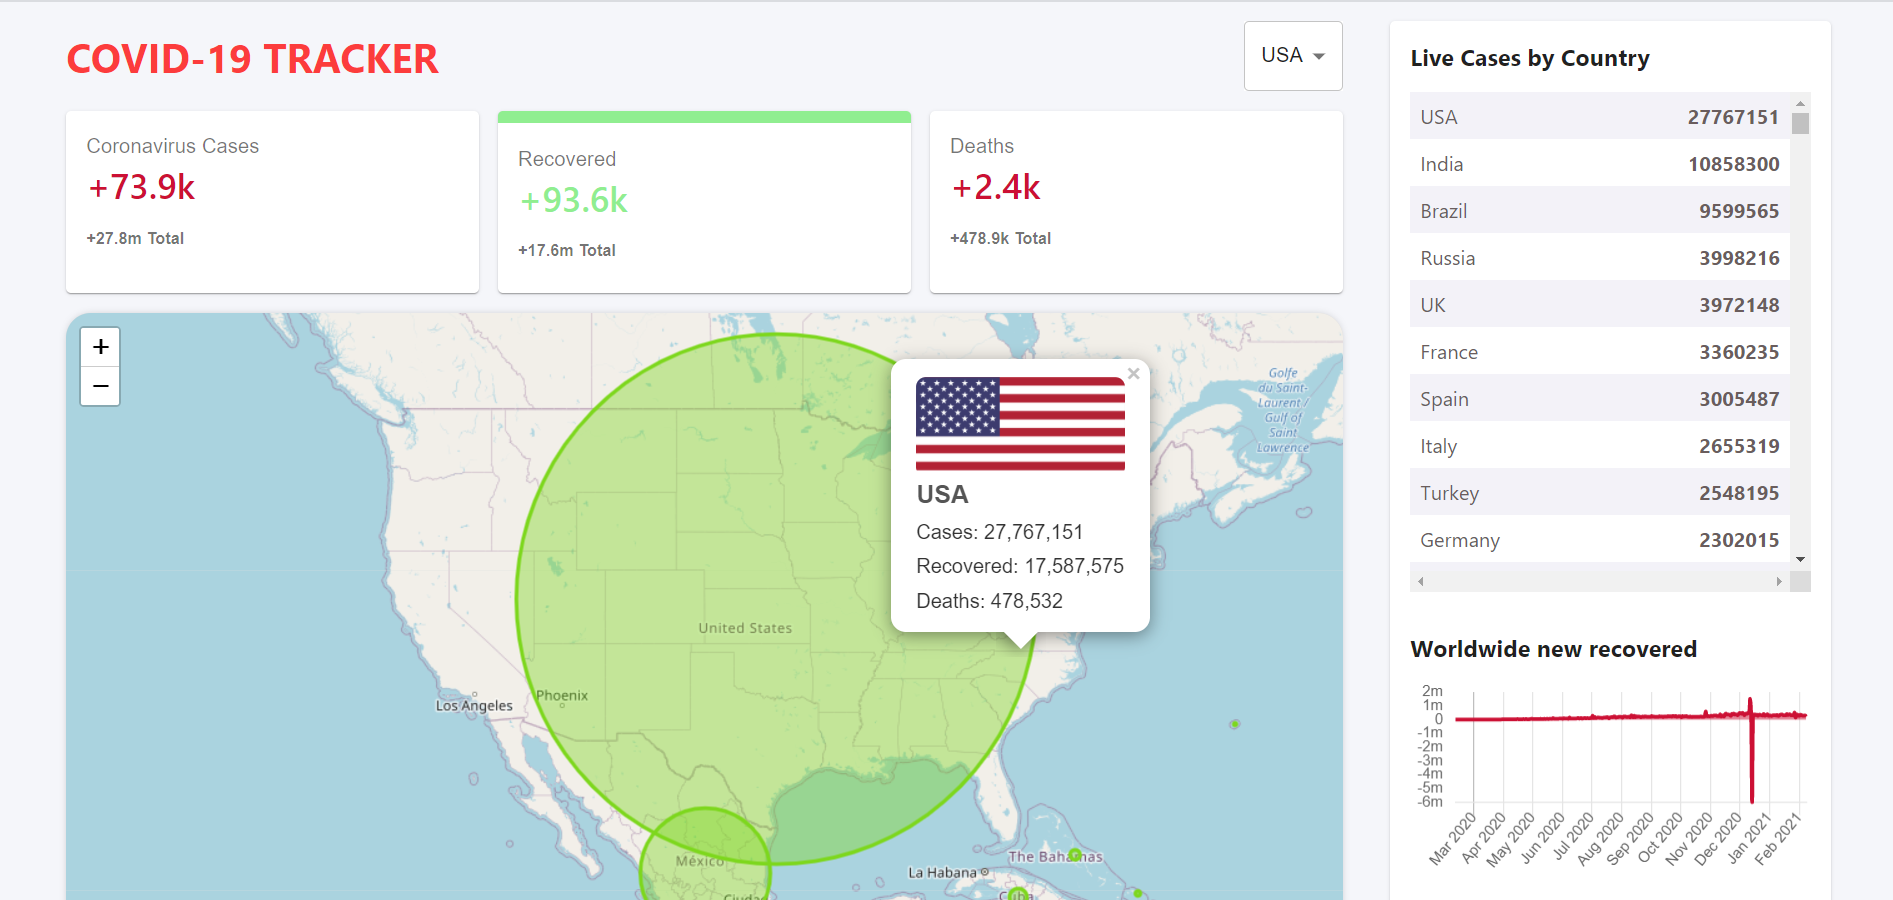 COVID-19 TRACKER
USA
Coronavirus Cases
+73.9k
+27.8m Total
Recovered
+93.6k
+17.6m Total
Deaths
+2.4k
+478.9k Total
+
−
×
USA
Cases: 27,767,151
Recovered: 17,587,575
Deaths: 478,532
Golfe
du Saint-
Laurent /
Gulf of
Saint
Lawrence
United States
Phoenix
Los Angeles
México
The Bahamas
La Habana
Cuba
Ciudad
Live Cases by Country
USA 27767151
India 10858300
Brazil 9599565
Russia 3998216
UK 3972148
France 3360235
Spain 3005487
Italy 2655319
Turkey 2548195
Germany 2302015
Worldwide new recovered
2m
1m
0
-1m
-2m
-3m
-4m
-5m
-6m
Mar 2020
Apr 2020
May 2020
Jun 2020
Jul 2020
Aug 2020
Sep 2020
Oct 2020
Nov 2020
Dec 2020
Jan 2021
Feb 2021